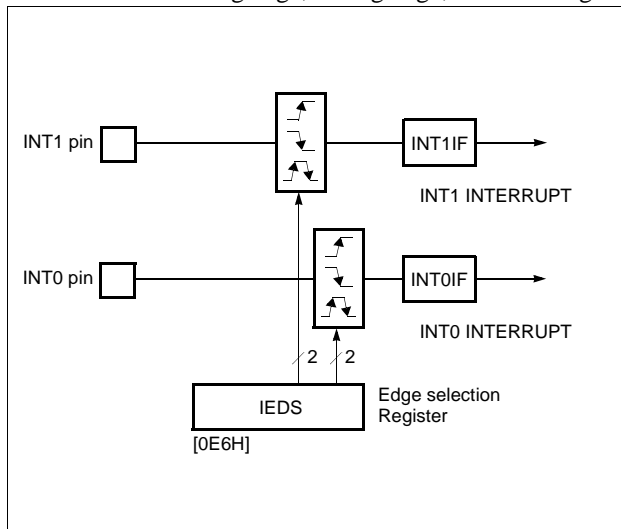 INT1 pin
INT1IF
INT1 INTERRUPT
INT0 pin
INT0IF
INT0 INTERRUPT
2
2
IEDS
Edge selection
Register
[0E6H]